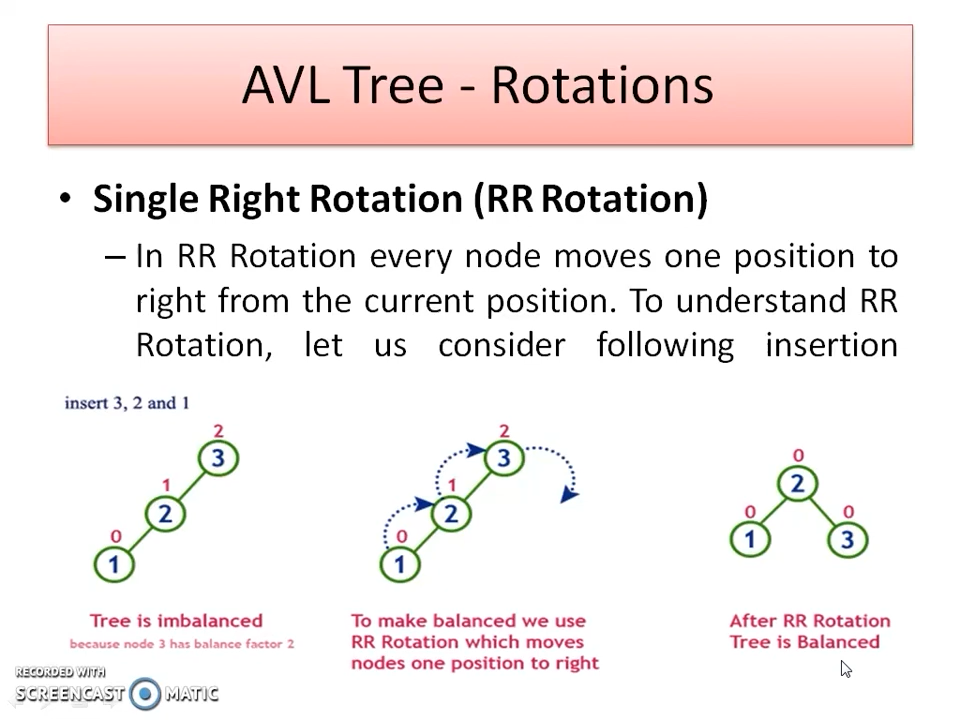 AVL Tree - Rotations
• Single Right Rotation (RR Rotation)
– In RR Rotation every node moves one position to
right from the current position. To understand RR
Rotation, let us consider following insertion
insert 3, 2 and 1
2
3
1
2
0
1
Tree is imbalanced
because node 3 has balance factor 2
2
3
1
2
0
1
To make balanced we use
RR Rotation which moves
nodes one position to right
0
2
0 0
1 3
After RR Rotation
Tree is Balanced
RECORDED WITH
SCREENCAST MATIC